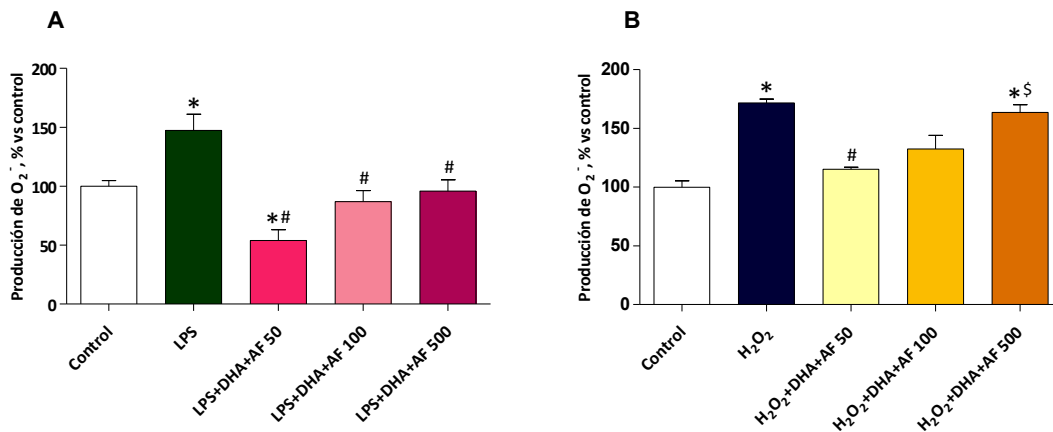 A
Producción de O₂⁻, % vs control
200
150
100
50
0
*
*#
#
#
Control
LPS
LPS+DHA+AF 50
LPS+DHA+AF 100
LPS+DHA+AF 500
B
Producción de O₂⁻, % vs control
200
150
100
50
0
*
#
*$
Control
H₂O₂
H₂O₂+DHA+AF 50
H₂O₂+DHA+AF 100
H₂O₂+DHA+AF 500